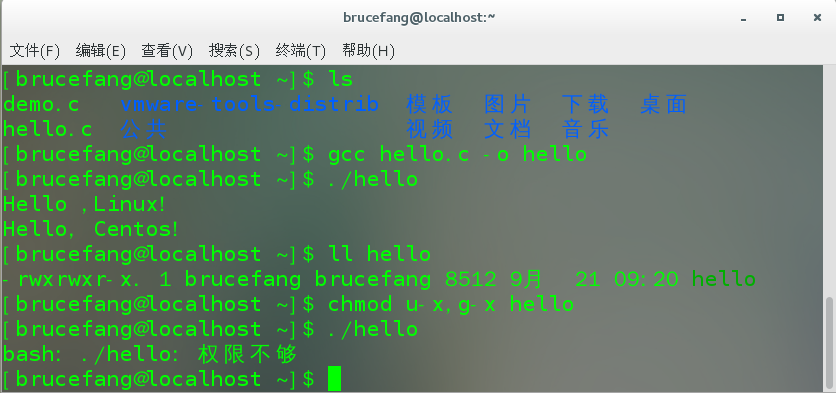 brucefang@localhost:~
文件(F) 编辑(E) 查看(V) 搜索(S) 终端(T) 帮助(H)
[brucefang@localhost ~]$ ls
demo.c vmware-tools-distrib 模板 图片 下载 桌面
hello.c 公共 视频 文档 音乐
[brucefang@localhost ~]$ gcc hello.c -o hello
[brucefang@localhost ~]$ ./hello
Hello ,Linux!
Hello, Centos!
[brucefang@localhost ~]$ ll hello
-rwxrwxr-x. 1 brucefang brucefang 8512 9月 21 09:20 hello
[brucefang@localhost ~]$ chmod u-x,g-x hello
[brucefang@localhost ~]$ ./hello
bash: ./hello: 权限不够
[brucefang@localhost ~]$